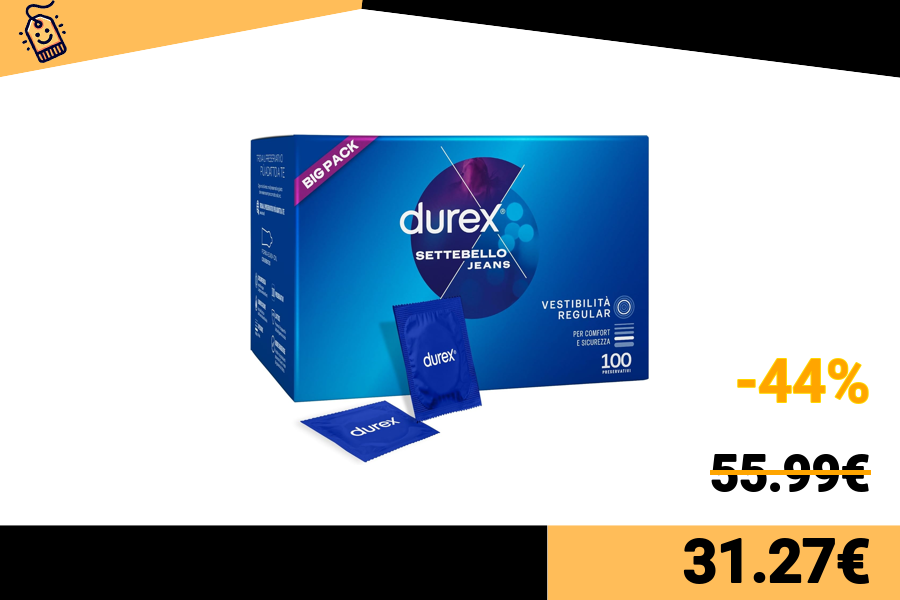 BIG PACK
durex®
SETTEBELLO
JEANS
VESTIBILITÀ
REGULAR
PER COMFORT
E SICUREZZA
100
PRESERVATIVI
durex®
durex
-44%
55.99€
31.27€